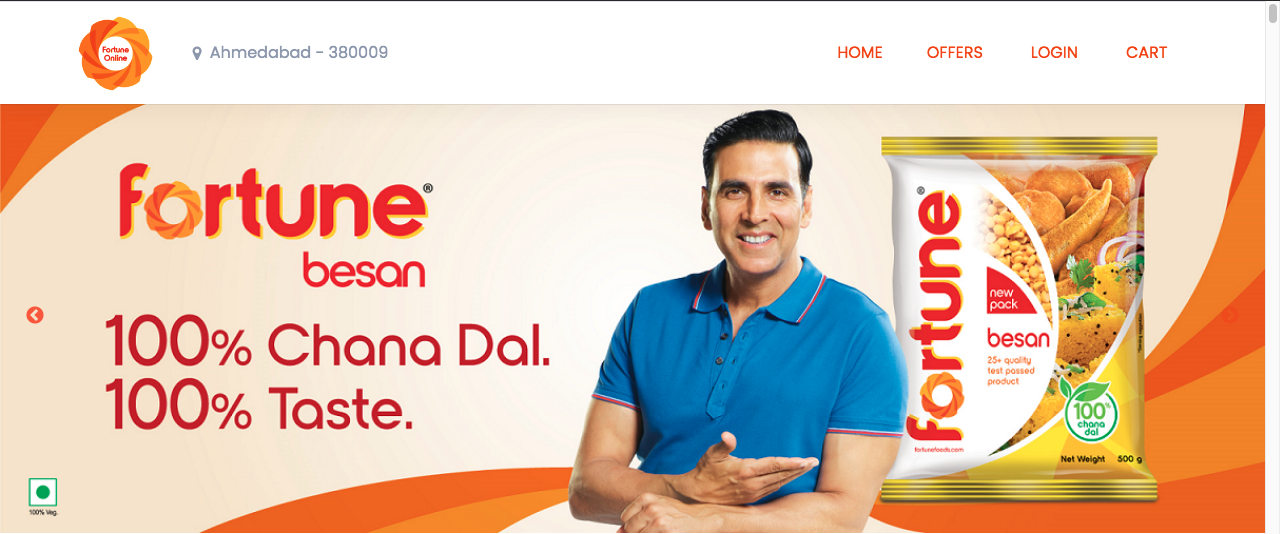 Fortune
Online
Ahmedabad - 380009
HOME
OFFERS
LOGIN
CART
fortune®
besan
100% Chana Dal.
100% Taste.
100% Veg.
fortune®
new
pack
besan
25+ quality
test passed
product
100%
chana
dal
fortunefoods.com
Net Weight 500 g